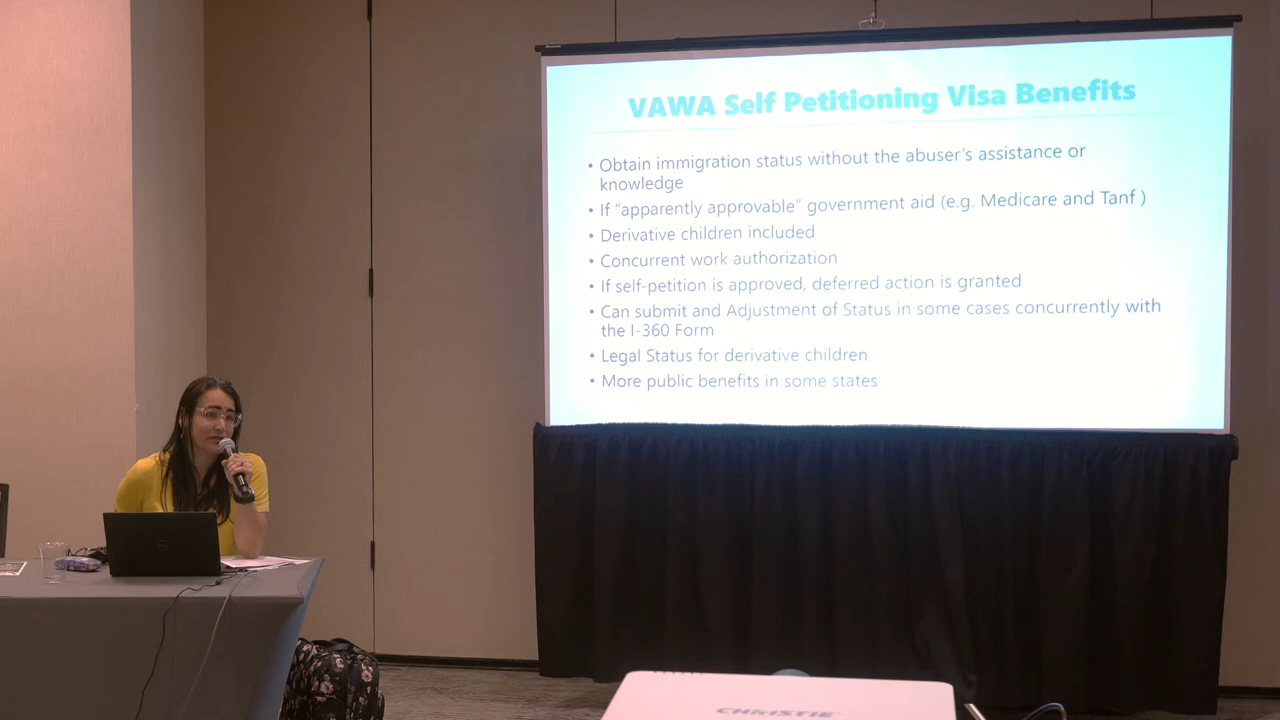 VAWA Self Petitioning Visa Benefits
• Obtain immigration status without the abuser's assistance or
knowledge
• If "apparently approvable" government aid (e.g. Medicare and Tanf )
• Derivative children included
• Concurrent work authorization
• If self-petition is approved, deferred action is granted
• Can submit and Adjustment of Status in some cases concurrently with
the I-360 Form
• Legal Status for derivative children
• More public benefits in some states
DELL
CHRISTIE